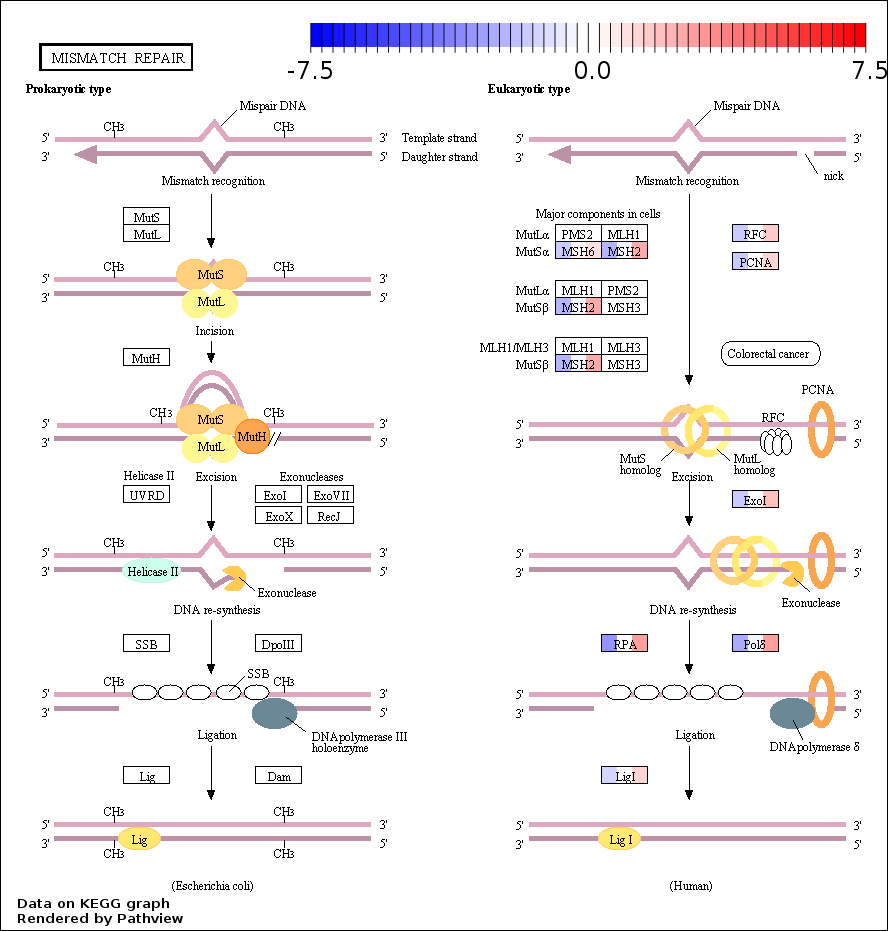 MISMATCH REPAIR
-7.5
0.0
7.5
Prokaryotic type
Eukaryotic type
Mispair DNA
CH3
CH3
5'
3'
3'
5'
Template strand
Daughter strand
Mismatch recognition
MutS
MutL
CH3
CH3
MutS
MutL
5'
3'
3'
5'
Incision
MutH
CH3
CH3
MutS
MutL
MutH
5'
3'
3'
5'
Helicase II
Excision
Exonucleases
UVRD
ExoI
ExoVII
ExoX
RecJ
CH3
CH3
5'
3'
3'
5'
Helicase II
Exonuclease
DNA re-synthesis
SSB
DpoIII
SSB
CH3
CH3
5'
3'
3'
5'
DNA polymerase III
holoenzyme
Ligation
Lig
Dam
CH3
CH3
5'
3'
3'
5'
Lig
CH3
CH3
(Escherichia coli)
Mispair DNA
5'
3'
3'
5'
nick
Mismatch recognition
Major components in cells
MutLα PMS2 MLH1
MutSα MSH6 MSH2
RFC
PCNA
MutLα MLH1 PMS2
MutSβ MSH2 MSH3
MLH1/MLH3 MLH1 MLH3
MutSβ MSH2 MSH3
Colorectal cancer
PCNA
RFC
5'
3'
3'
5'
MutS
homolog
MutL
homolog
Excision
ExoI
5'
3'
3'
5'
Exonuclease
DNA re-synthesis
RPA
Polδ
5'
3'
3'
5'
DNA polymerase δ
Ligation
LigI
5'
3'
3'
5'
Lig I
(Human)
Data on KEGG graph
Rendered by Pathview